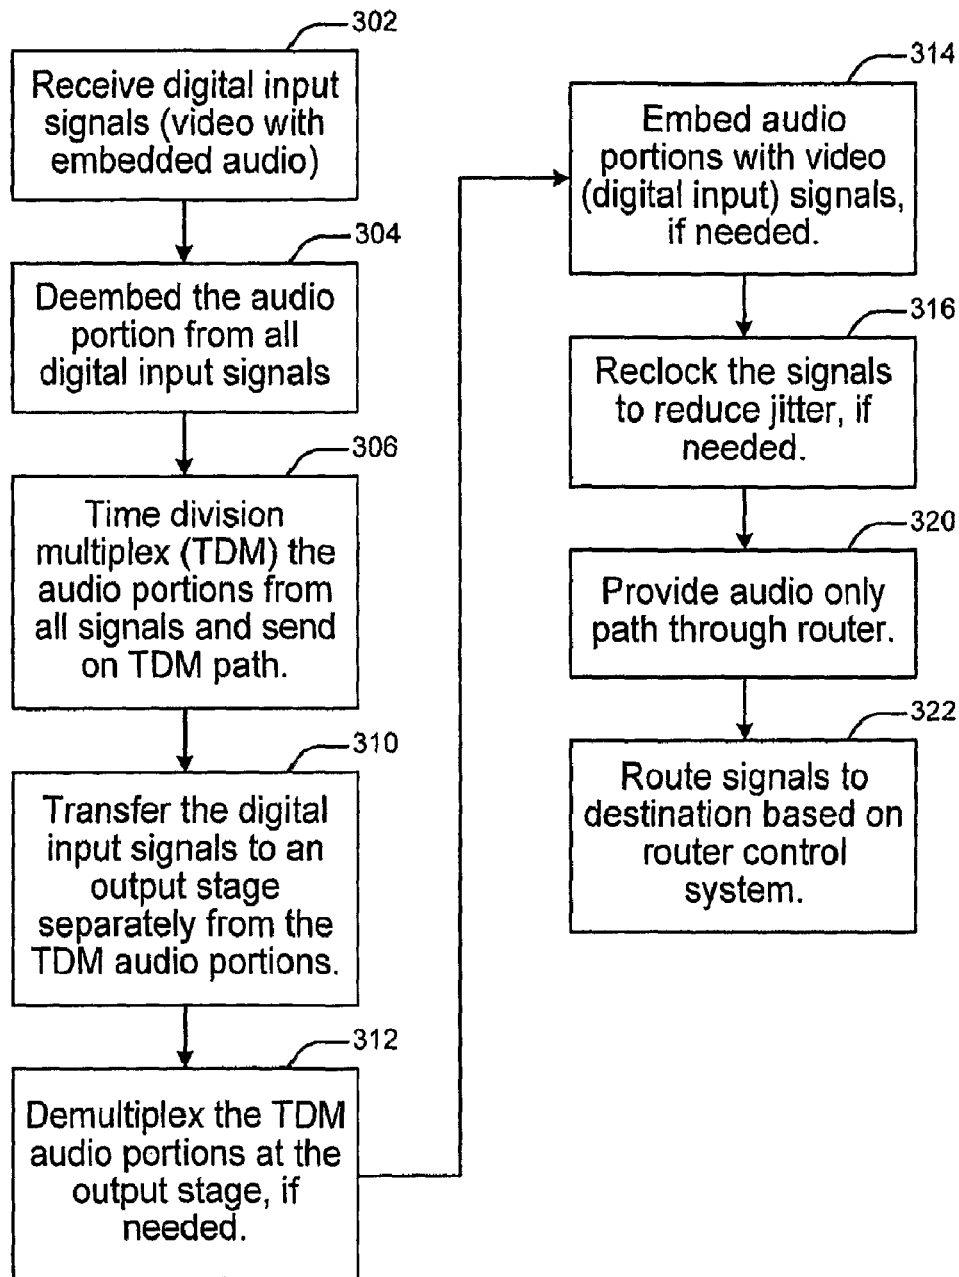 302
Receive digital input
signals (video with
embedded audio)
304
Deembed the audio
portion from all
digital input signals
306
Time division
multiplex (TDM) the
audio portions from
all signals and send
on TDM path.
310
Transfer the digital
input signals to an
output stage
separately from the
TDM audio portions.
312
Demultiplex the TDM
audio portions at the
output stage, if
needed.
314
Embed audio
portions with video
(digital input) signals,
if needed.
316
Reclock the signals
to reduce jitter, if
needed.
320
Provide audio only
path through router.
322
Route signals to
destination based on
router control
system.